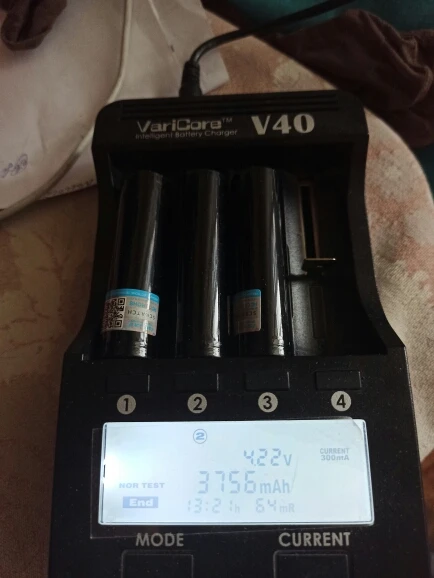 VariCore™ V40
Intelligent Battery Charger
1 2 3 4
2
4.22V CURRENT 300mA
NOR TEST 3756mAh
End 13:21H 64mR
MODE CURRENT